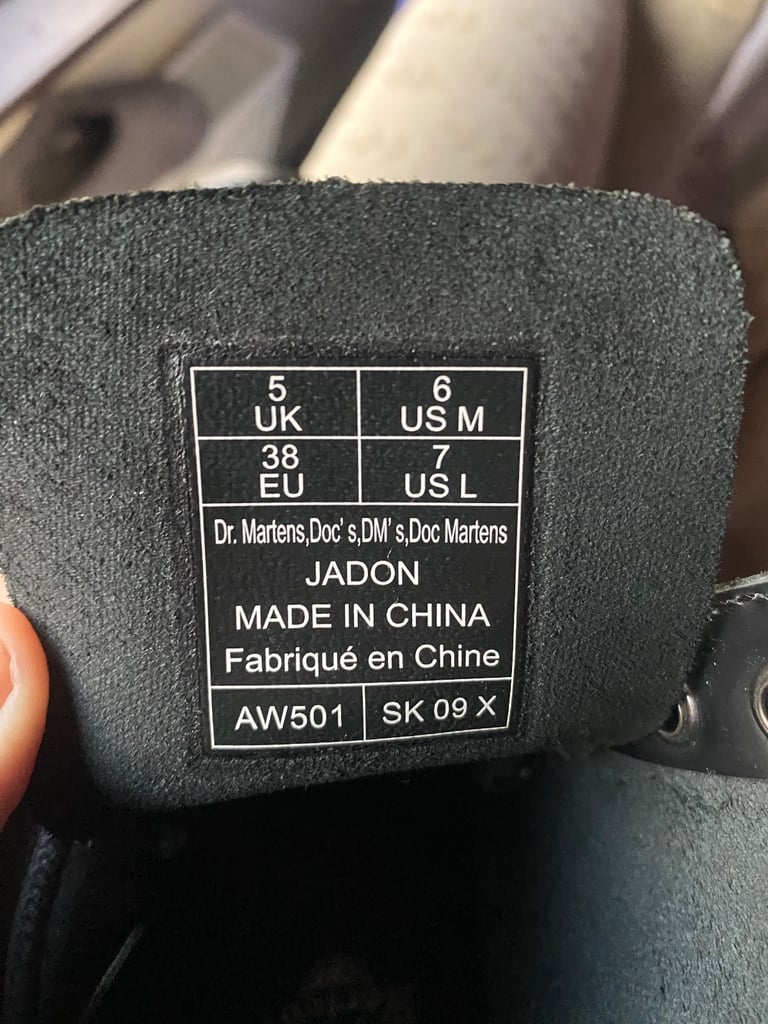 5
UK
6
US M
38
EU
7
US L
Dr. Martens,Doc's,DM's,Doc Martens
JADON
MADE IN CHINA
Fabriqué en Chine
AW501
SK 09 X